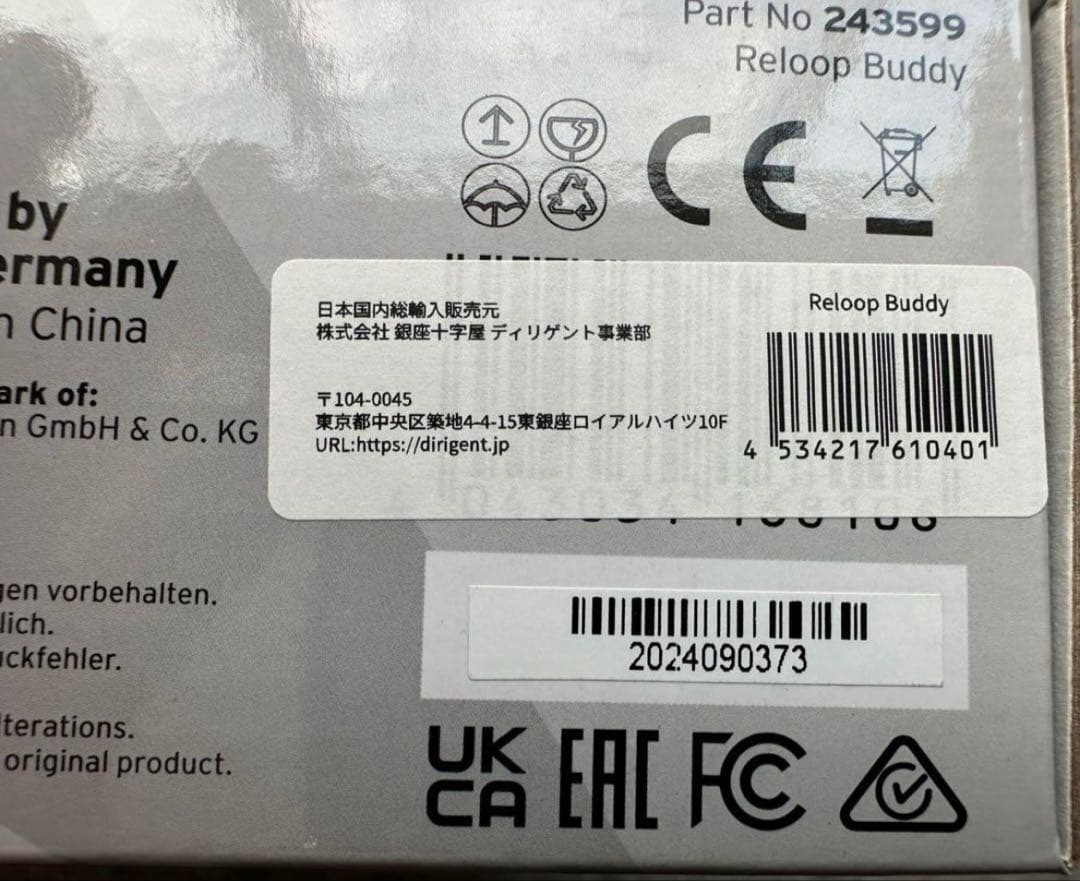 Part No 243599
Reloop Buddy
CE
by
ermany
n China
ark of:
n GmbH & Co. KG
日本国内総輸入販売元
株式会社 銀座十字屋 ディリゲント事業部
〒104-0045
東京都中央区築地4-4-15東銀座ロイアルハイツ10F
URL:https://dirigent.jp
Reloop Buddy
4 534217 610401
gen vorbehalten.
lich.
ckfehler.
lterations.
original product.
2024090373
UK
CA
EAC
FC